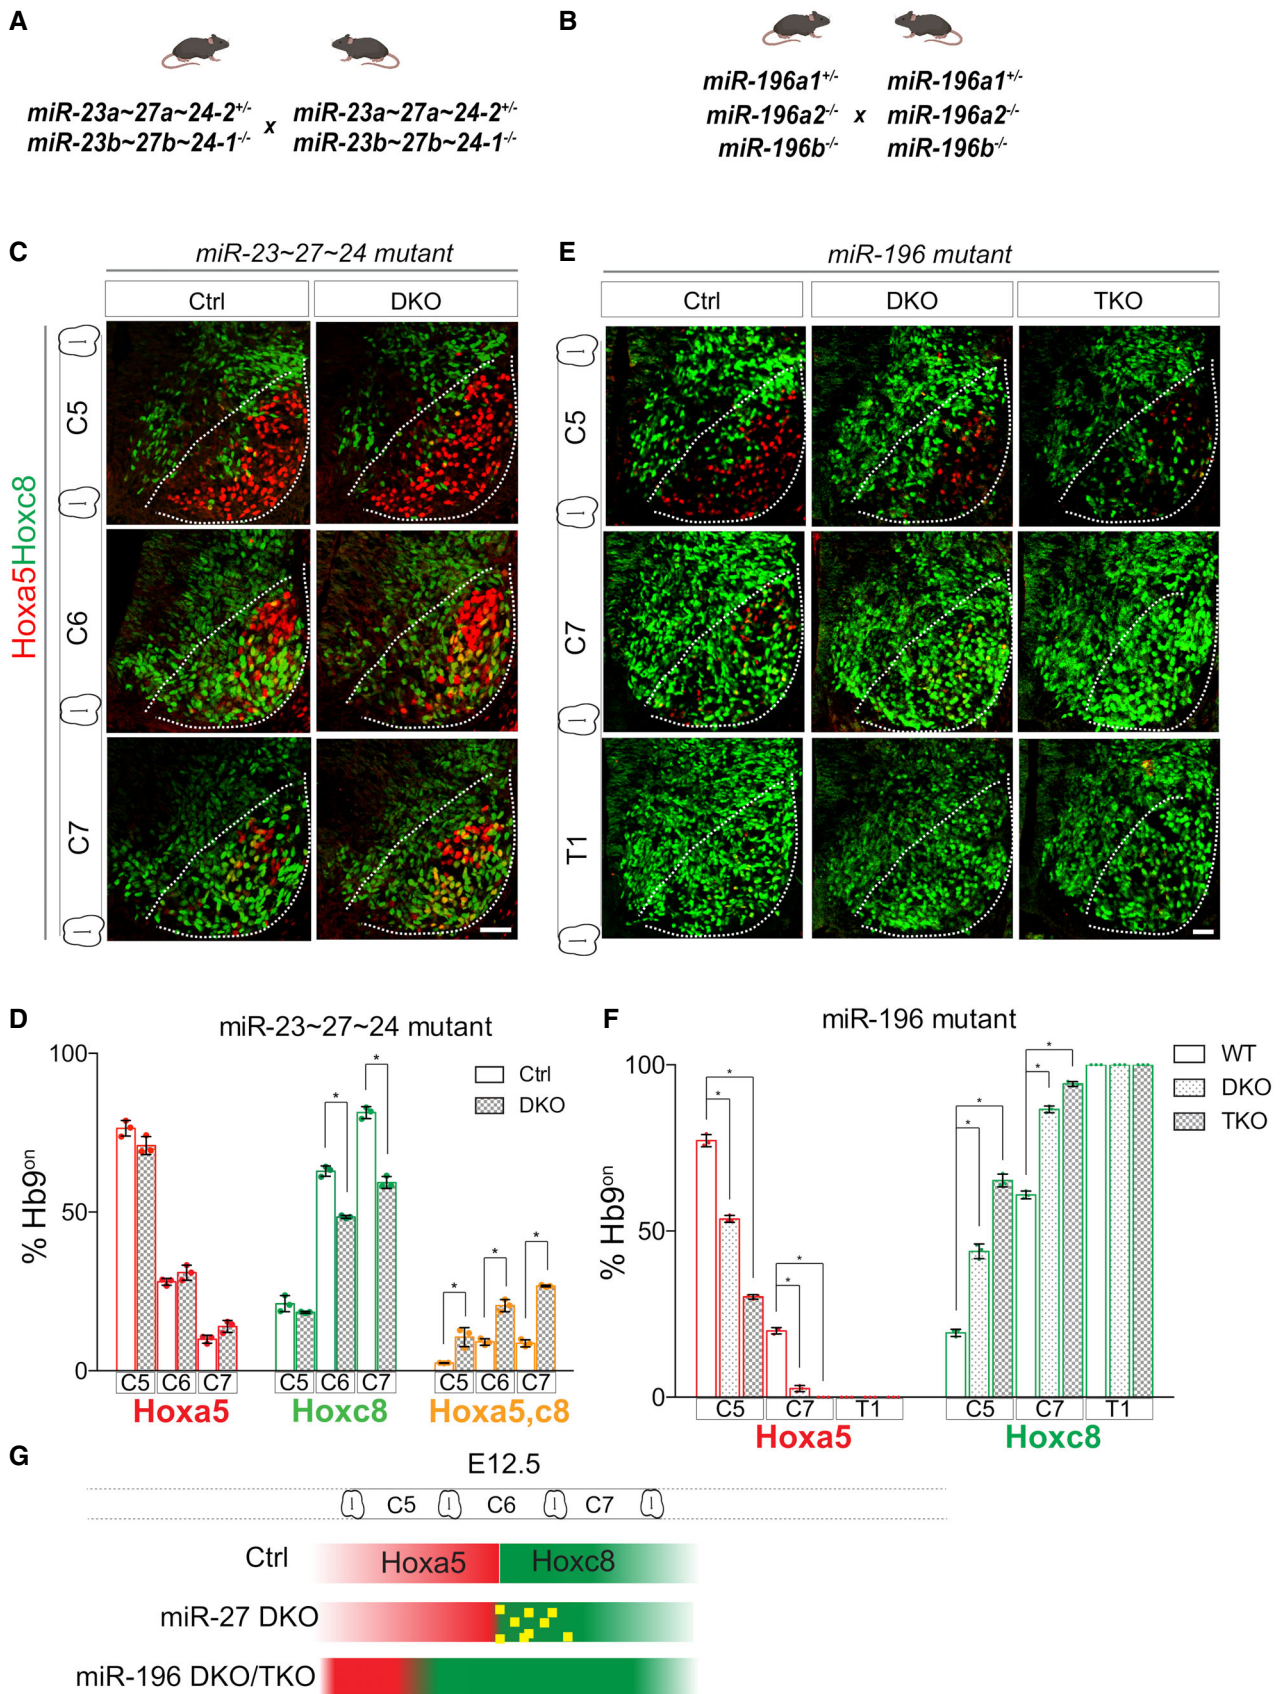 A
B
miR-23a~27a~24-2+/-
miR-23b~27b~24-1-/-
x
miR-23a~27a~24-2+/-
miR-23b~27b~24-1-/-
miR-196a1+/-
miR-196a2-/-
miR-196b-/-
x
miR-196a1+/-
miR-196a2-/-
miR-196b-/-
C
miR-23~27~24 mutant
Ctrl
DKO
Hoxa5Hoxc8
C5
C6
C7
E
miR-196 mutant
Ctrl
DKO
TKO
C5
C7
T1
D
miR-23~27~24 mutant
Ctrl
DKO
% Hb9on
100
50
0
* * * * *
C5 C6 C7
C5 C6 C7
C5 C6 C7
Hoxa5
Hoxc8
Hoxa5,c8
F
miR-196 mutant
WT
DKO
TKO
% Hb9on
100
50
0
* * * * * * * *
C5 C7 T1
C5 C7 T1
Hoxa5
Hoxc8
G
E12.5
C5 C6 C7
Ctrl
Hoxa5
Hoxc8
miR-27 DKO
miR-196 DKO/TKO